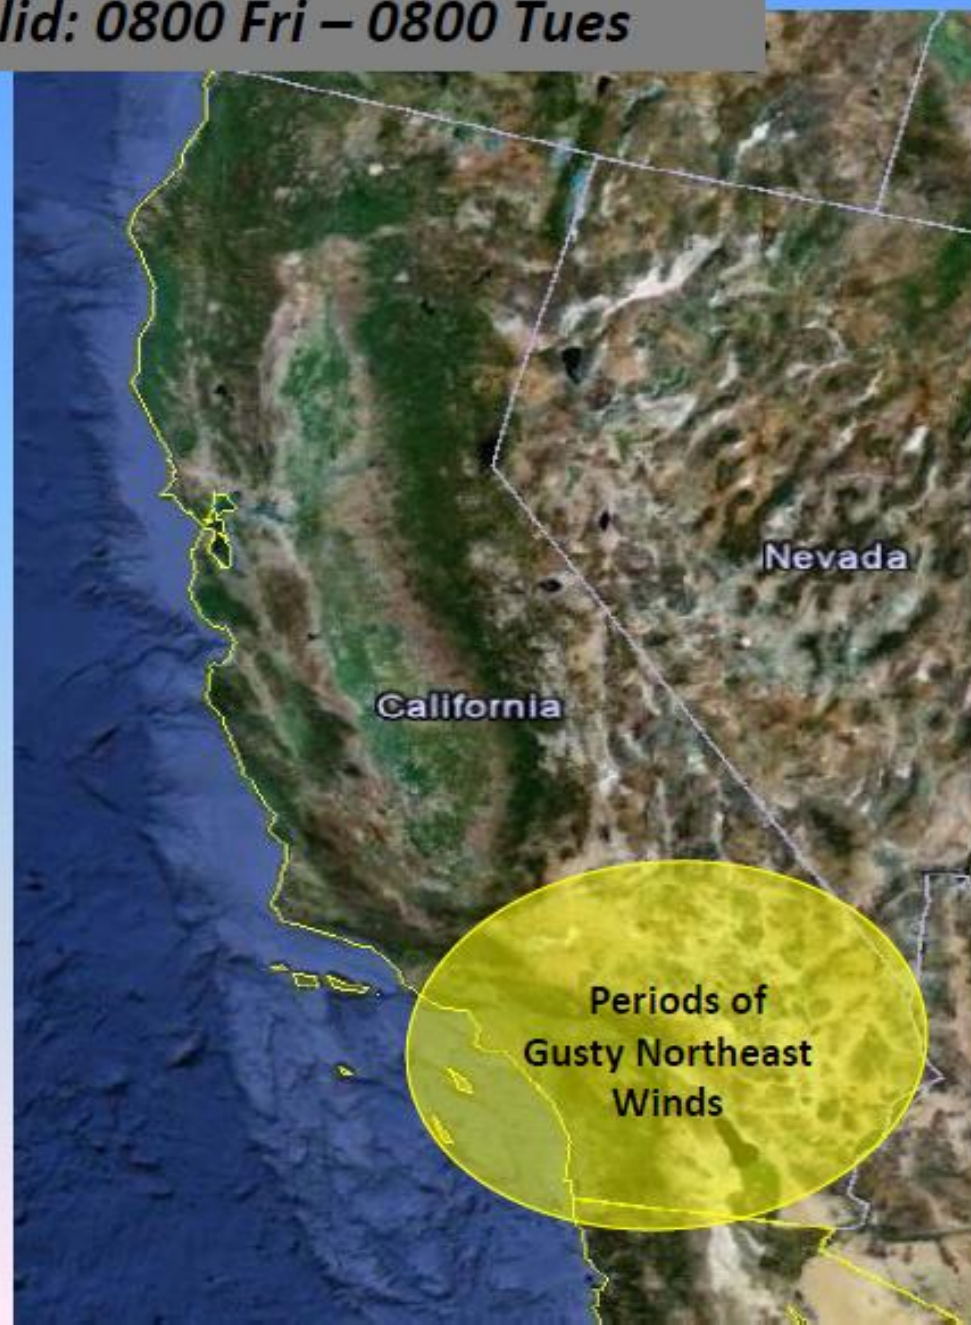 lid: 0800 Fri – 0800 Tues
Nevada
California
Periods of
Gusty Northeast
Winds